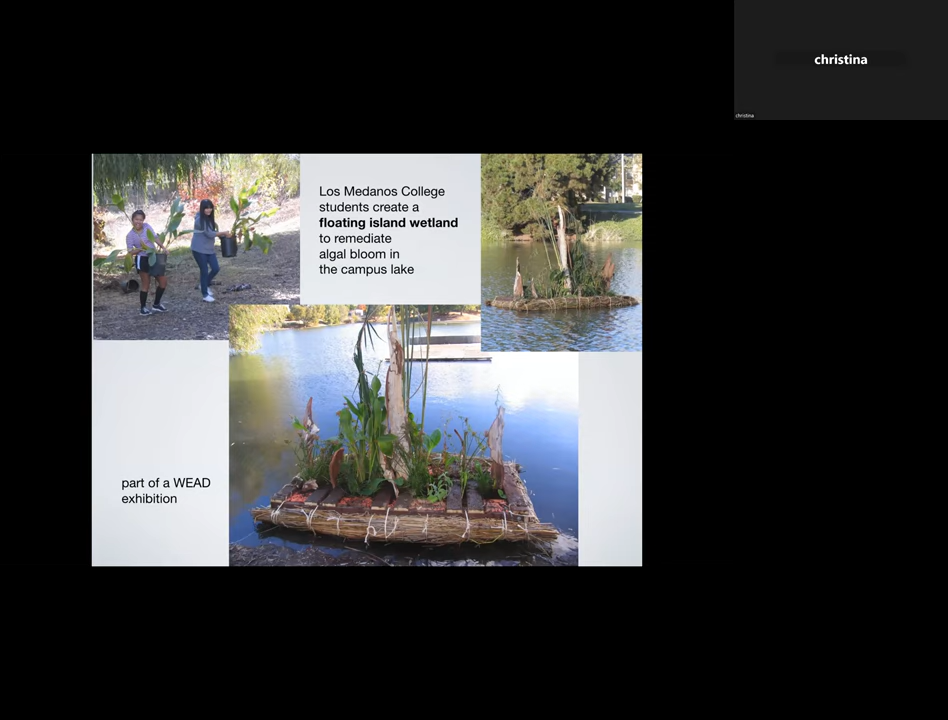 christina
christina
Los Medanos College
students create a
floating island wetland
to remediate
algal bloom in
the campus lake
part of a WEAD
exhibition